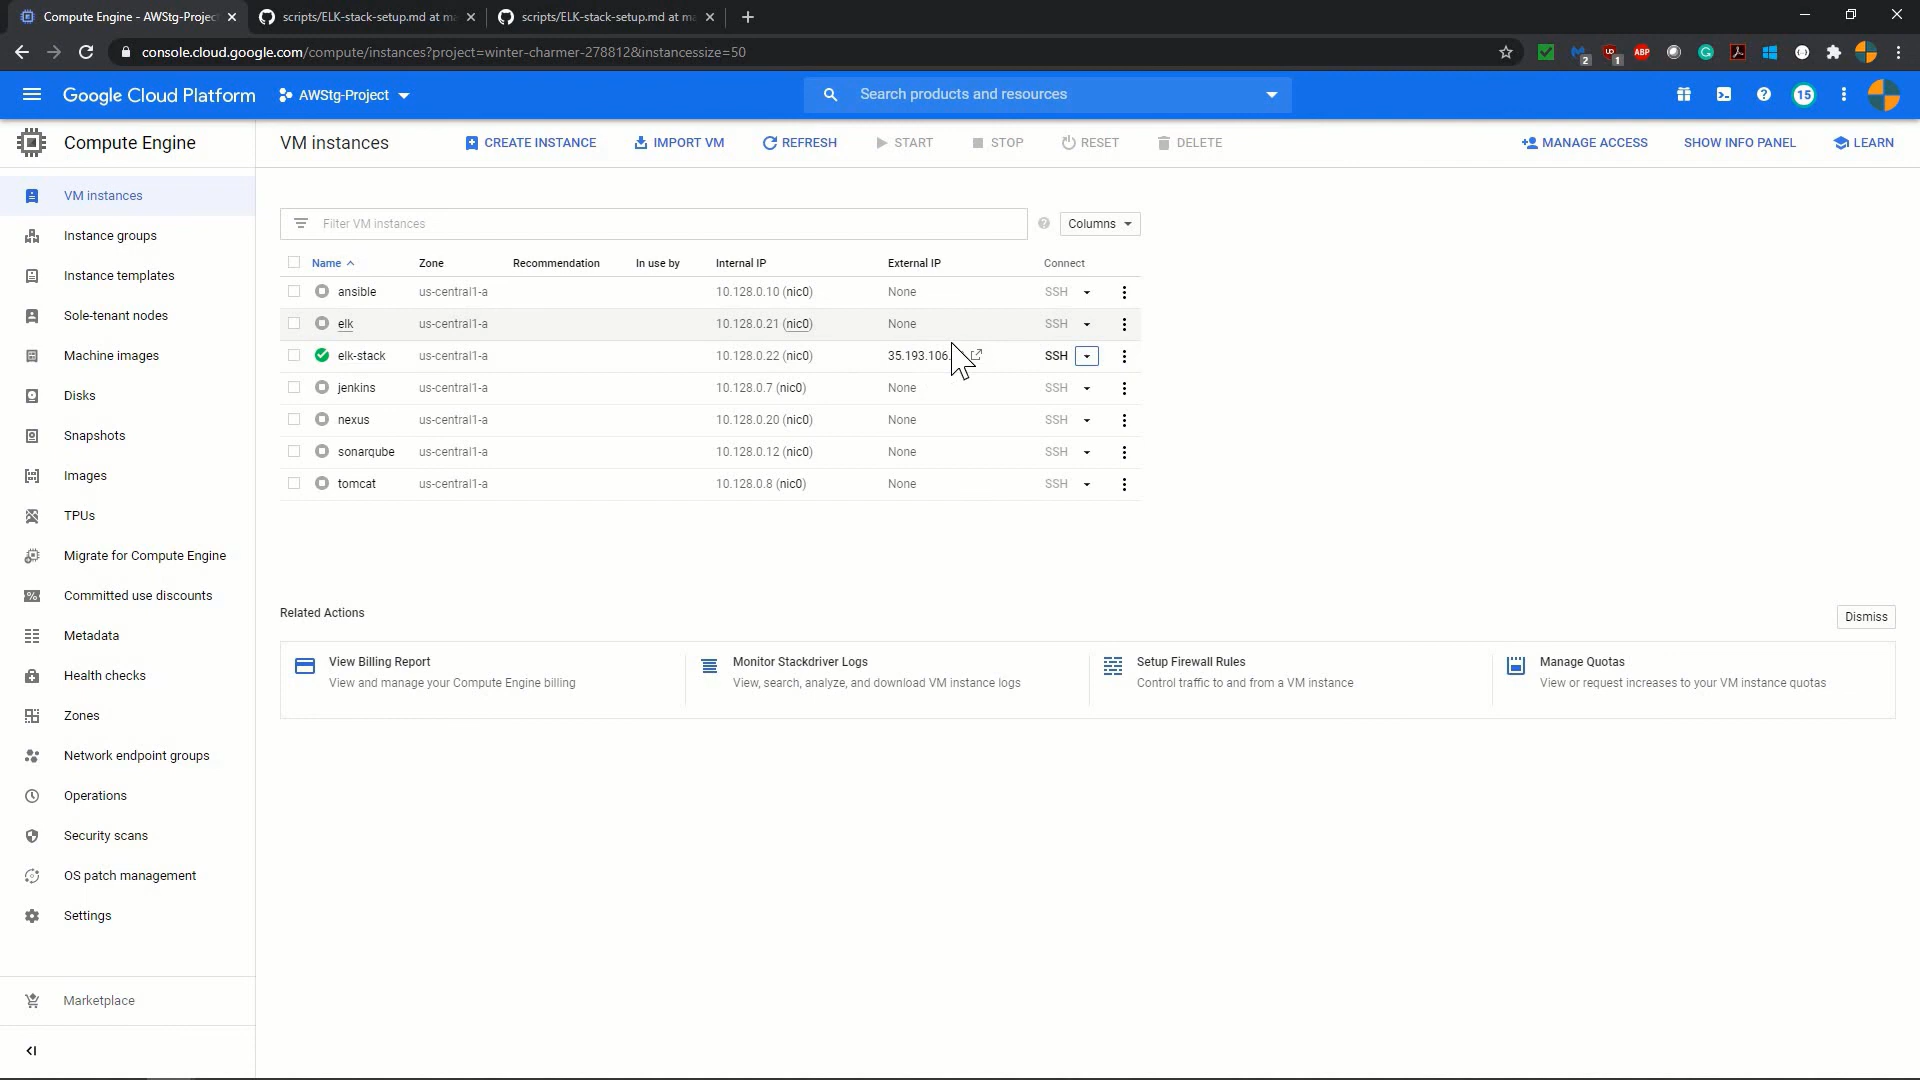 Compute Engine - AWStg-Project
scripts/ELK-stack-setup.md at ma
scripts/ELK-stack-setup.md at ma
console.cloud.google.com/compute/instances?project=winter-charmer-278812&instancessize=50
2
1
ABP
Google Cloud Platform
AWStg-Project
Search products and resources
15
Compute Engine
VM instances
CREATE INSTANCE
IMPORT VM
REFRESH
START
STOP
RESET
DELETE
MANAGE ACCESS
SHOW INFO PANEL
LEARN
VM instances
Instance groups
Instance templates
Sole-tenant nodes
Machine images
Disks
Snapshots
Images
TPUs
Migrate for Compute Engine
Committed use discounts
Metadata
Health checks
Zones
Network endpoint groups
Operations
Security scans
OS patch management
Settings
Marketplace
Filter VM instances
Columns
Name Zone Recommendation In use by Internal IP External IP Connect
ansible us-central1-a 10.128.0.10 (nic0) None SSH
elk us-central1-a 10.128.0.21 (nic0) None SSH
elk-stack us-central1-a 10.128.0.22 (nic0) 35.193.106. SSH
jenkins us-central1-a 10.128.0.7 (nic0) None SSH
nexus us-central1-a 10.128.0.20 (nic0) None SSH
sonarqube us-central1-a 10.128.0.12 (nic0) None SSH
tomcat us-central1-a 10.128.0.8 (nic0) None SSH
Related Actions
Dismiss
View Billing Report
View and manage your Compute Engine billing
Monitor Stackdriver Logs
View, search, analyze, and download VM instance logs
Setup Firewall Rules
Control traffic to and from a VM instance
Manage Quotas
View or request increases to your VM instance quotas